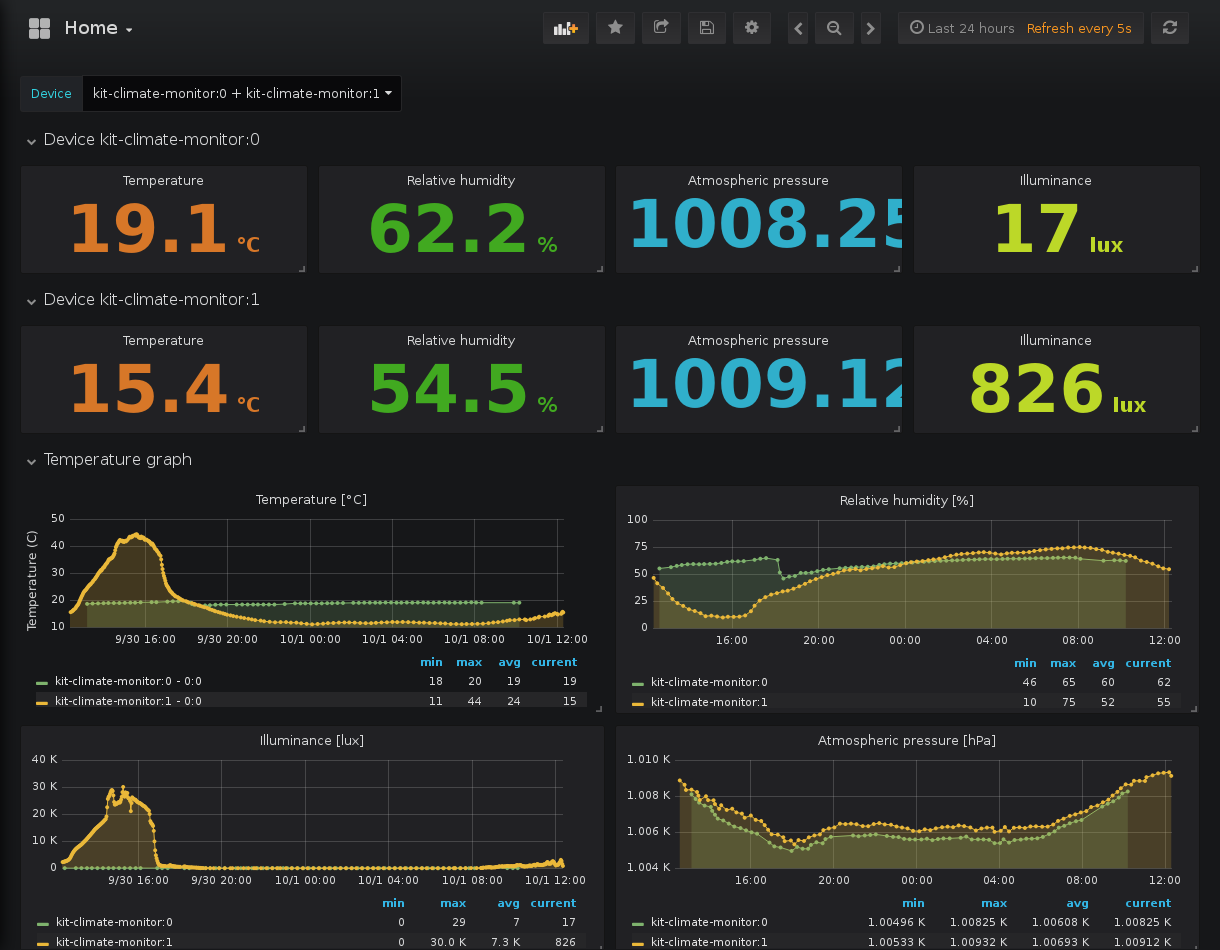 Home
Last 24 hours Refresh every 5s
Device kit-climate-monitor:0 + kit-climate-monitor:1
Device kit-climate-monitor:0
Temperature Relative humidity Atmospheric pressure Illuminance
19.1 °C 62.2 % 1008.25 17 lux
Device kit-climate-monitor:1
Temperature Relative humidity Atmospheric pressure Illuminance
15.4 °C 54.5 % 1009.12 826 lux
Temperature graph
Temperature [°C]
Temperature (C)
50
40
30
20
10
9/30 16:00 9/30 20:00 10/1 00:00 10/1 04:00 10/1 08:00 10/1 12:00
min max avg current
kit-climate-monitor:0 - 0:0 18 20 19 19
kit-climate-monitor:1 - 0:0 11 44 24 15
Relative humidity [%]
100
75
50
25
0
16:00 20:00 00:00 04:00 08:00 12:00
min max avg current
kit-climate-monitor:0 46 65 60 62
kit-climate-monitor:1 10 75 52 55
Illuminance [lux]
40 K
30 K
20 K
10 K
0
9/30 16:00 9/30 20:00 10/1 00:00 10/1 04:00 10/1 08:00 10/1 12:00
min max avg current
kit-climate-monitor:0 0 29 7 17
kit-climate-monitor:1 0 30.0 K 7.3 K 826
Atmospheric pressure [hPa]
1.010 K
1.008 K
1.006 K
1.004 K
16:00 20:00 00:00 04:00 08:00 12:00
min max avg current
kit-climate-monitor:0 1.00496 K 1.00825 K 1.00608 K 1.00825 K
kit-climate-monitor:1 1.00533 K 1.00932 K 1.00693 K 1.00912 K